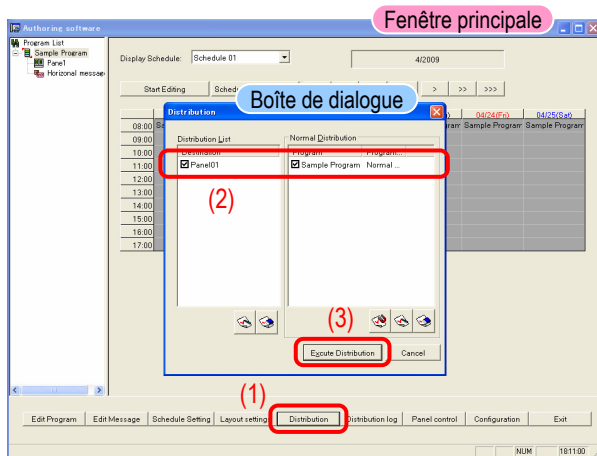 Authoring software
Fenêtre principale
Program List
Sample Program
Panel
Horizonal message
Display Schedule:
Schedule 01
4/2009
Start Editing
Sched
>
>>
>>>
Boîte de dialogue
Distribution
04/24(Fri)
04/25(Sat)
08:00
Sample Program
Sample Program
09:00
10:00
11:00
12:00
13:00
14:00
15:00
16:00
17:00
Distribution List
Normal Distribution
Destination
Program
Program...
Panel01
Sample Program
Normal ...
(2)
(3)
Excute Distribution
Cancel
(1)
Edit Program
Edit Message
Schedule Setting
Layout setting
Distribution
Distribution log
Panel control
Configuration
Exit
NUM
18:11:00